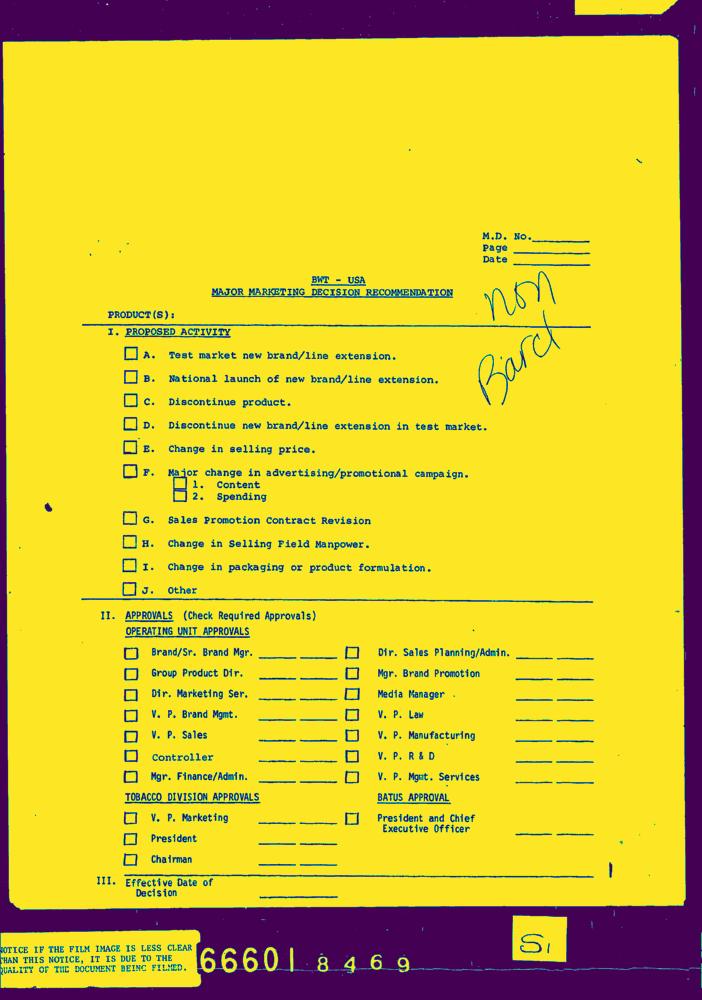 M.D. No.
Page
Date
BWT - USA
MAJOR MARKETING DECISION RECOMMENDATION
non
Barcl
PRODUCT(S):
I. PROPOSED ACTIVITY
A. Test market new brand/line extension.
B. National launch of new brand/line extension.
C. Discontinue product.
D. Discontinue new brand/line extension in test market.
E. Change in selling price.
F. Major change in advertising/promotional campaign.
1. Content
2. Spending
G. Sales Promotion Contract Revision
H. Change in Selling Field Manpower.
I. Change in packaging or product formulation.
J. Other
II. APPROVALS (Check Required Approvals)
OPERATING UNIT APPROVALS
Brand/Sr. Brand Mgr.
Group Product Dir.
Dir. Marketing Ser.
V. P. Brand Mgmt.
V. P. Sales
Controller
Mgr. Finance/Admin.
Dir. Sales Planning/Admin.
Mgr. Brand Promotion
Media Manager
V. P. Law
V. P. Manufacturing
V. P. R & D
V. P. Mgmt. Services
TOBACCO DIVISION APPROVALS
V. P. Marketing
President
Chairman
BATUS APPROVAL
President and Chief
Executive Officer
III. Effective Date of
Decision
NOTICE IF THE FILM IMAGE IS LESS CLEAR
THAN THIS NOTICE, IT IS DUE TO THE
QUALITY OF THE DOCUMENT BEING FILMED.
666018469